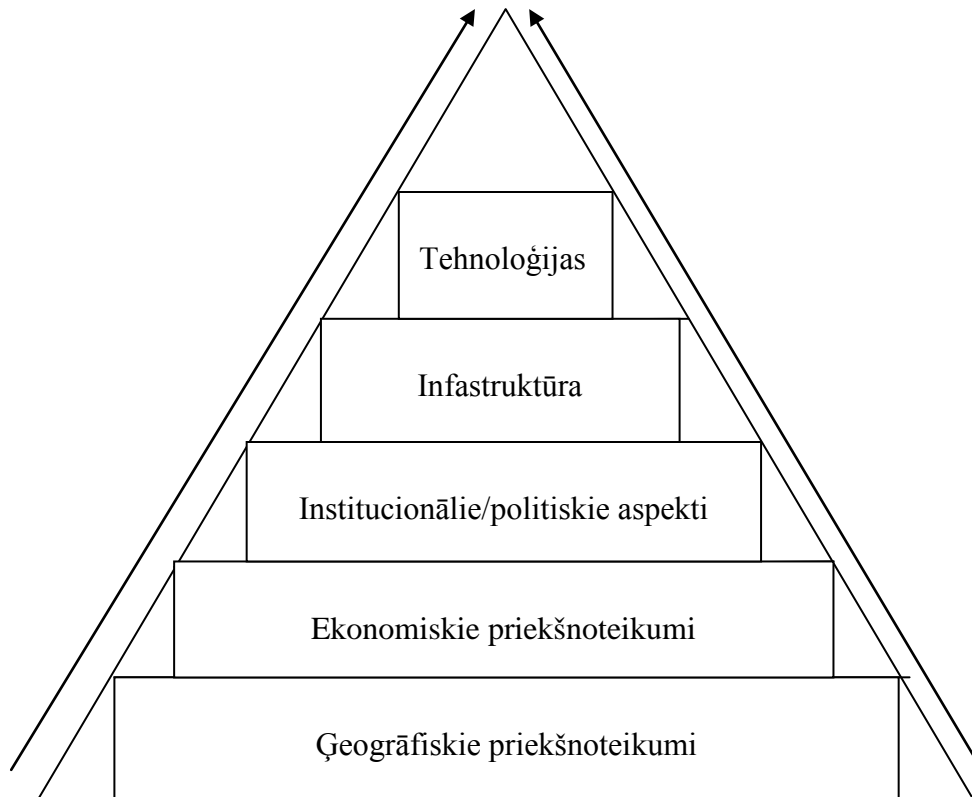 Tehnoloģijas
Infastruktūra
Institucionālie/politiskie aspekti
Ekonomiskie priekšnoteikumi
Ģeogrāfiskie priekšnoteikumi